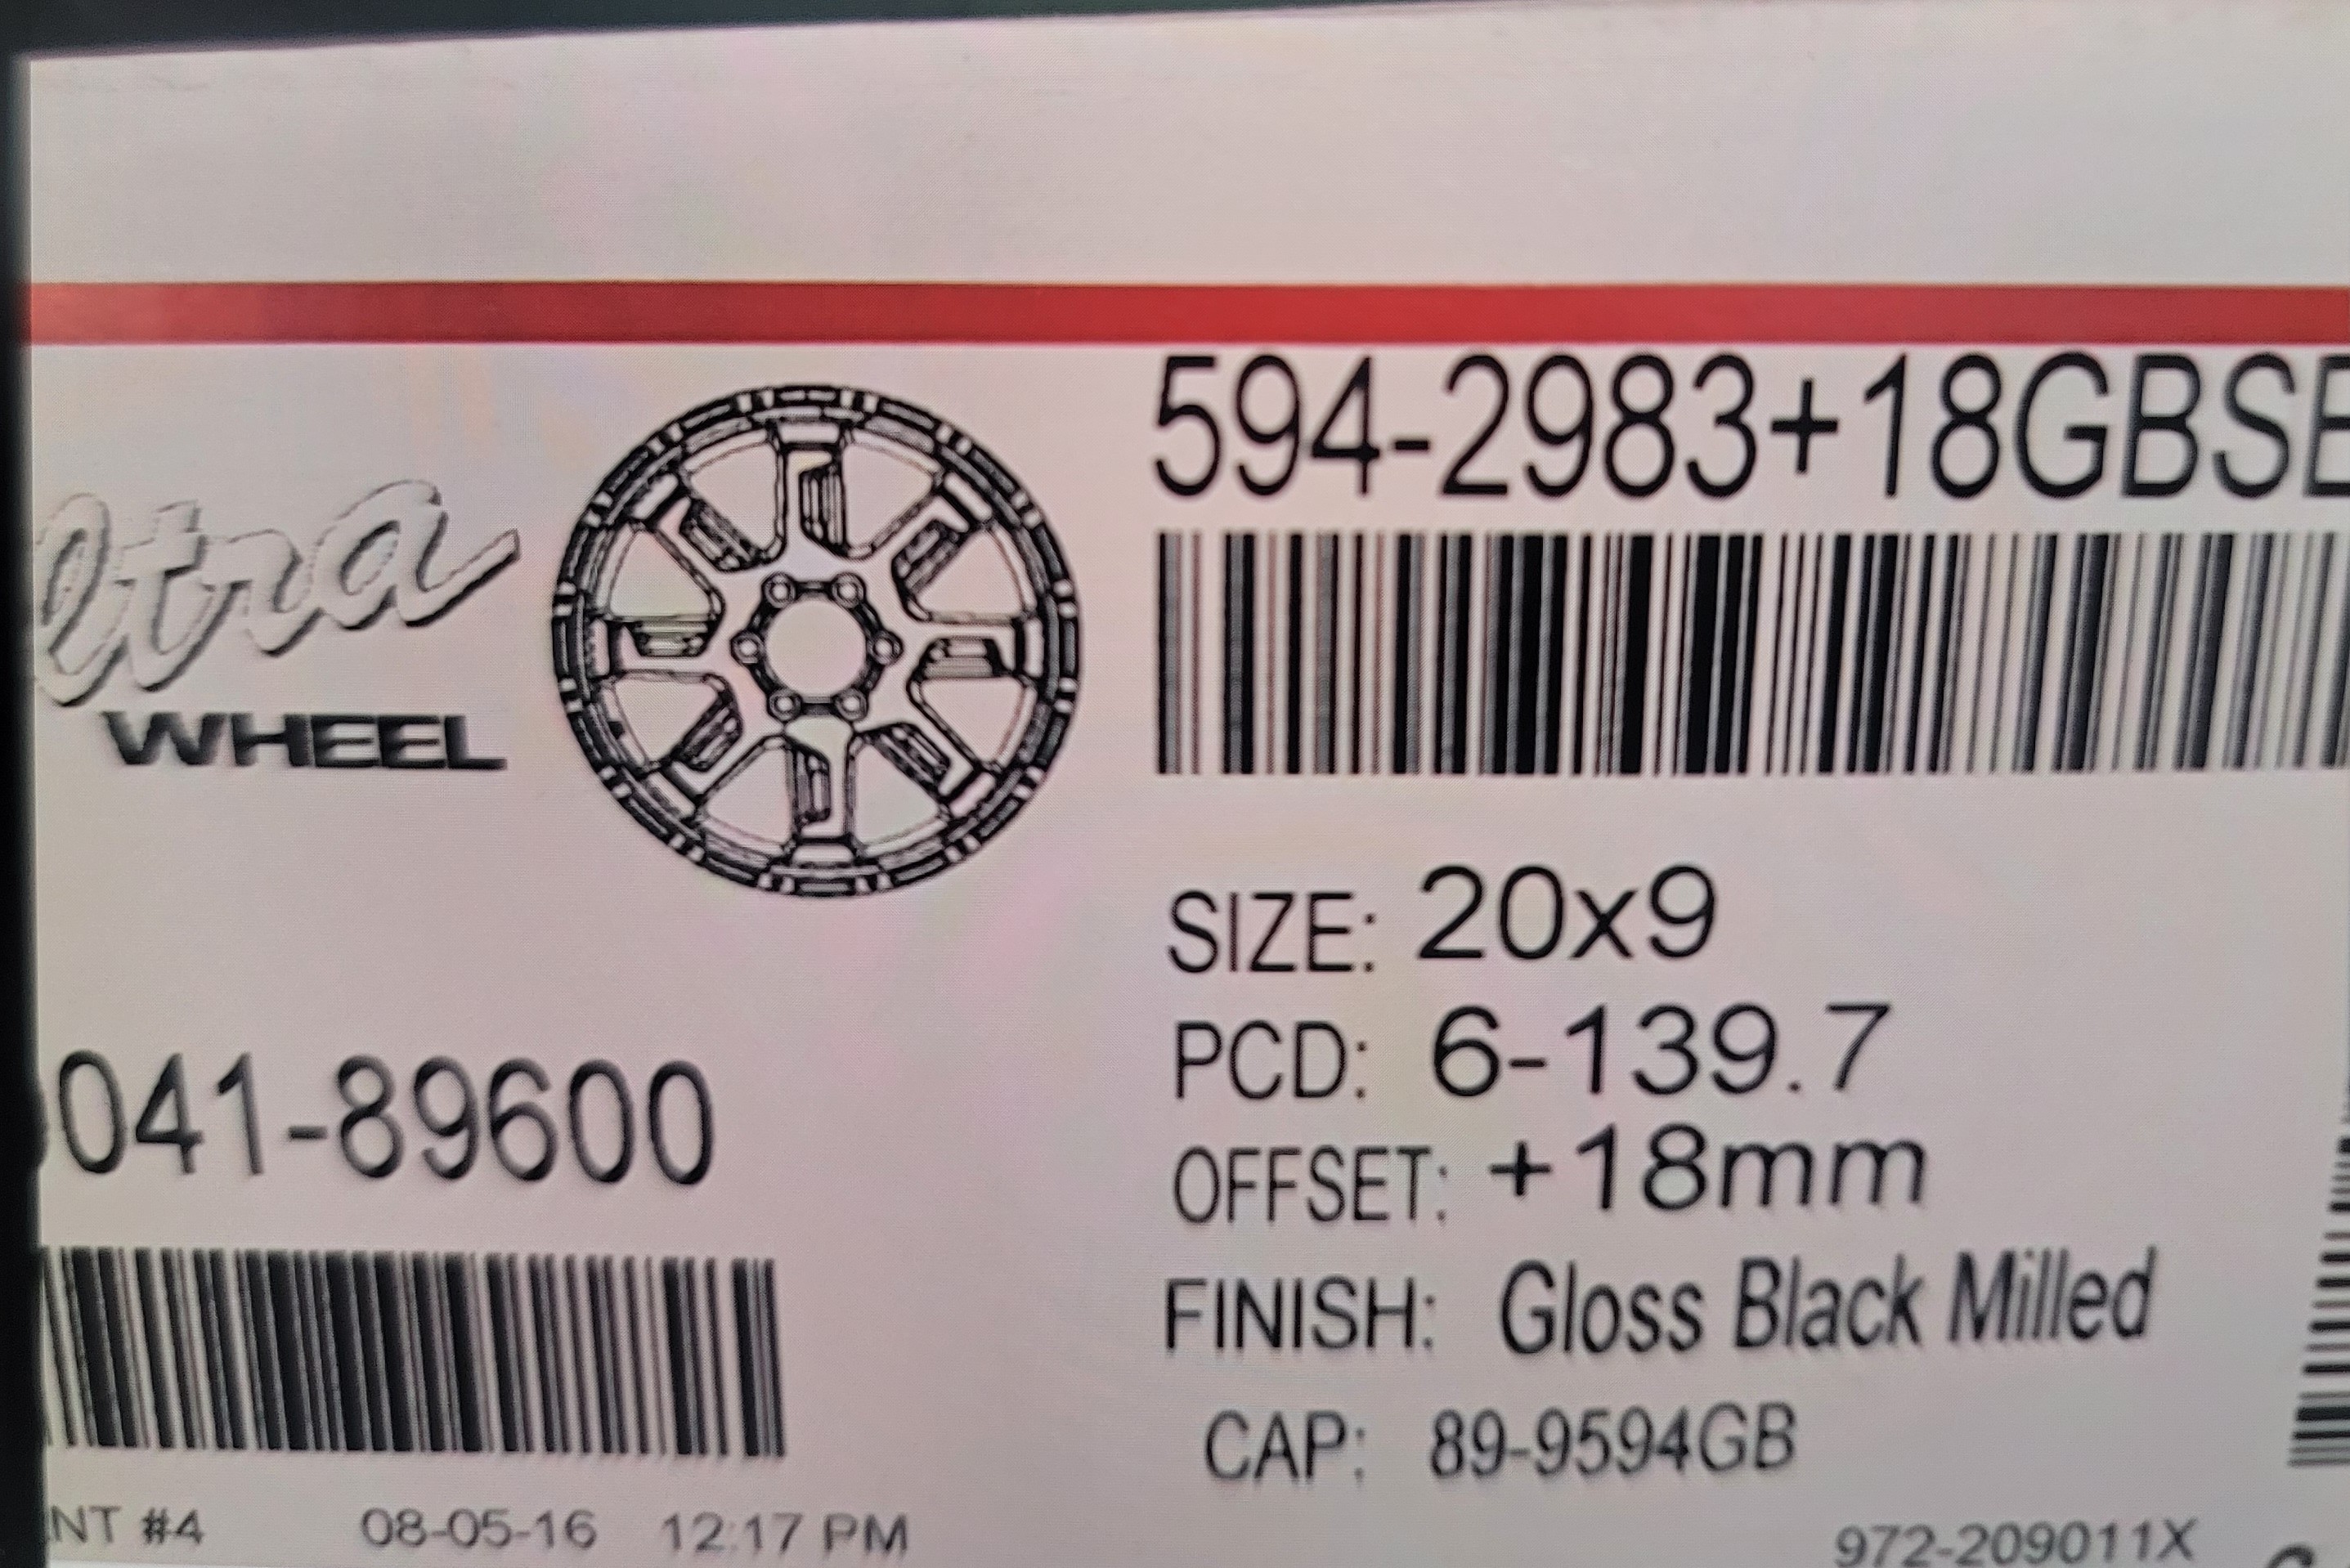 594-2983+18GBSB
ltra
WHEEL
SIZE: 20x9
PCD: 6-139.7
OFFSET: +18mm
FINISH: Gloss Black Milled
CAP: 89-9594GB
041-89600
NT #4 08-05-16 12:17 PM
972-209011X